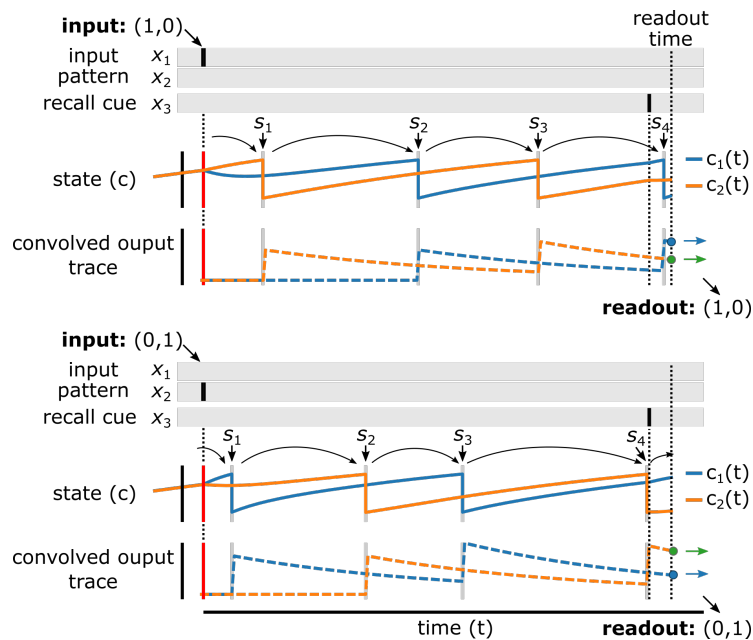 input: (1,0)
readout
time
input x₁
pattern x₂
recall cue x₃
s₁ s₂ s₃ s₄
state (c)
c₁(t)
c₂(t)
convolved ouput
trace
readout: (1,0)
input: (0,1)
input x₁
pattern x₂
recall cue x₃
s₁ s₂ s₃ s₄
state (c)
c₁(t)
c₂(t)
convolved ouput
trace
time (t)
readout: (0,1)